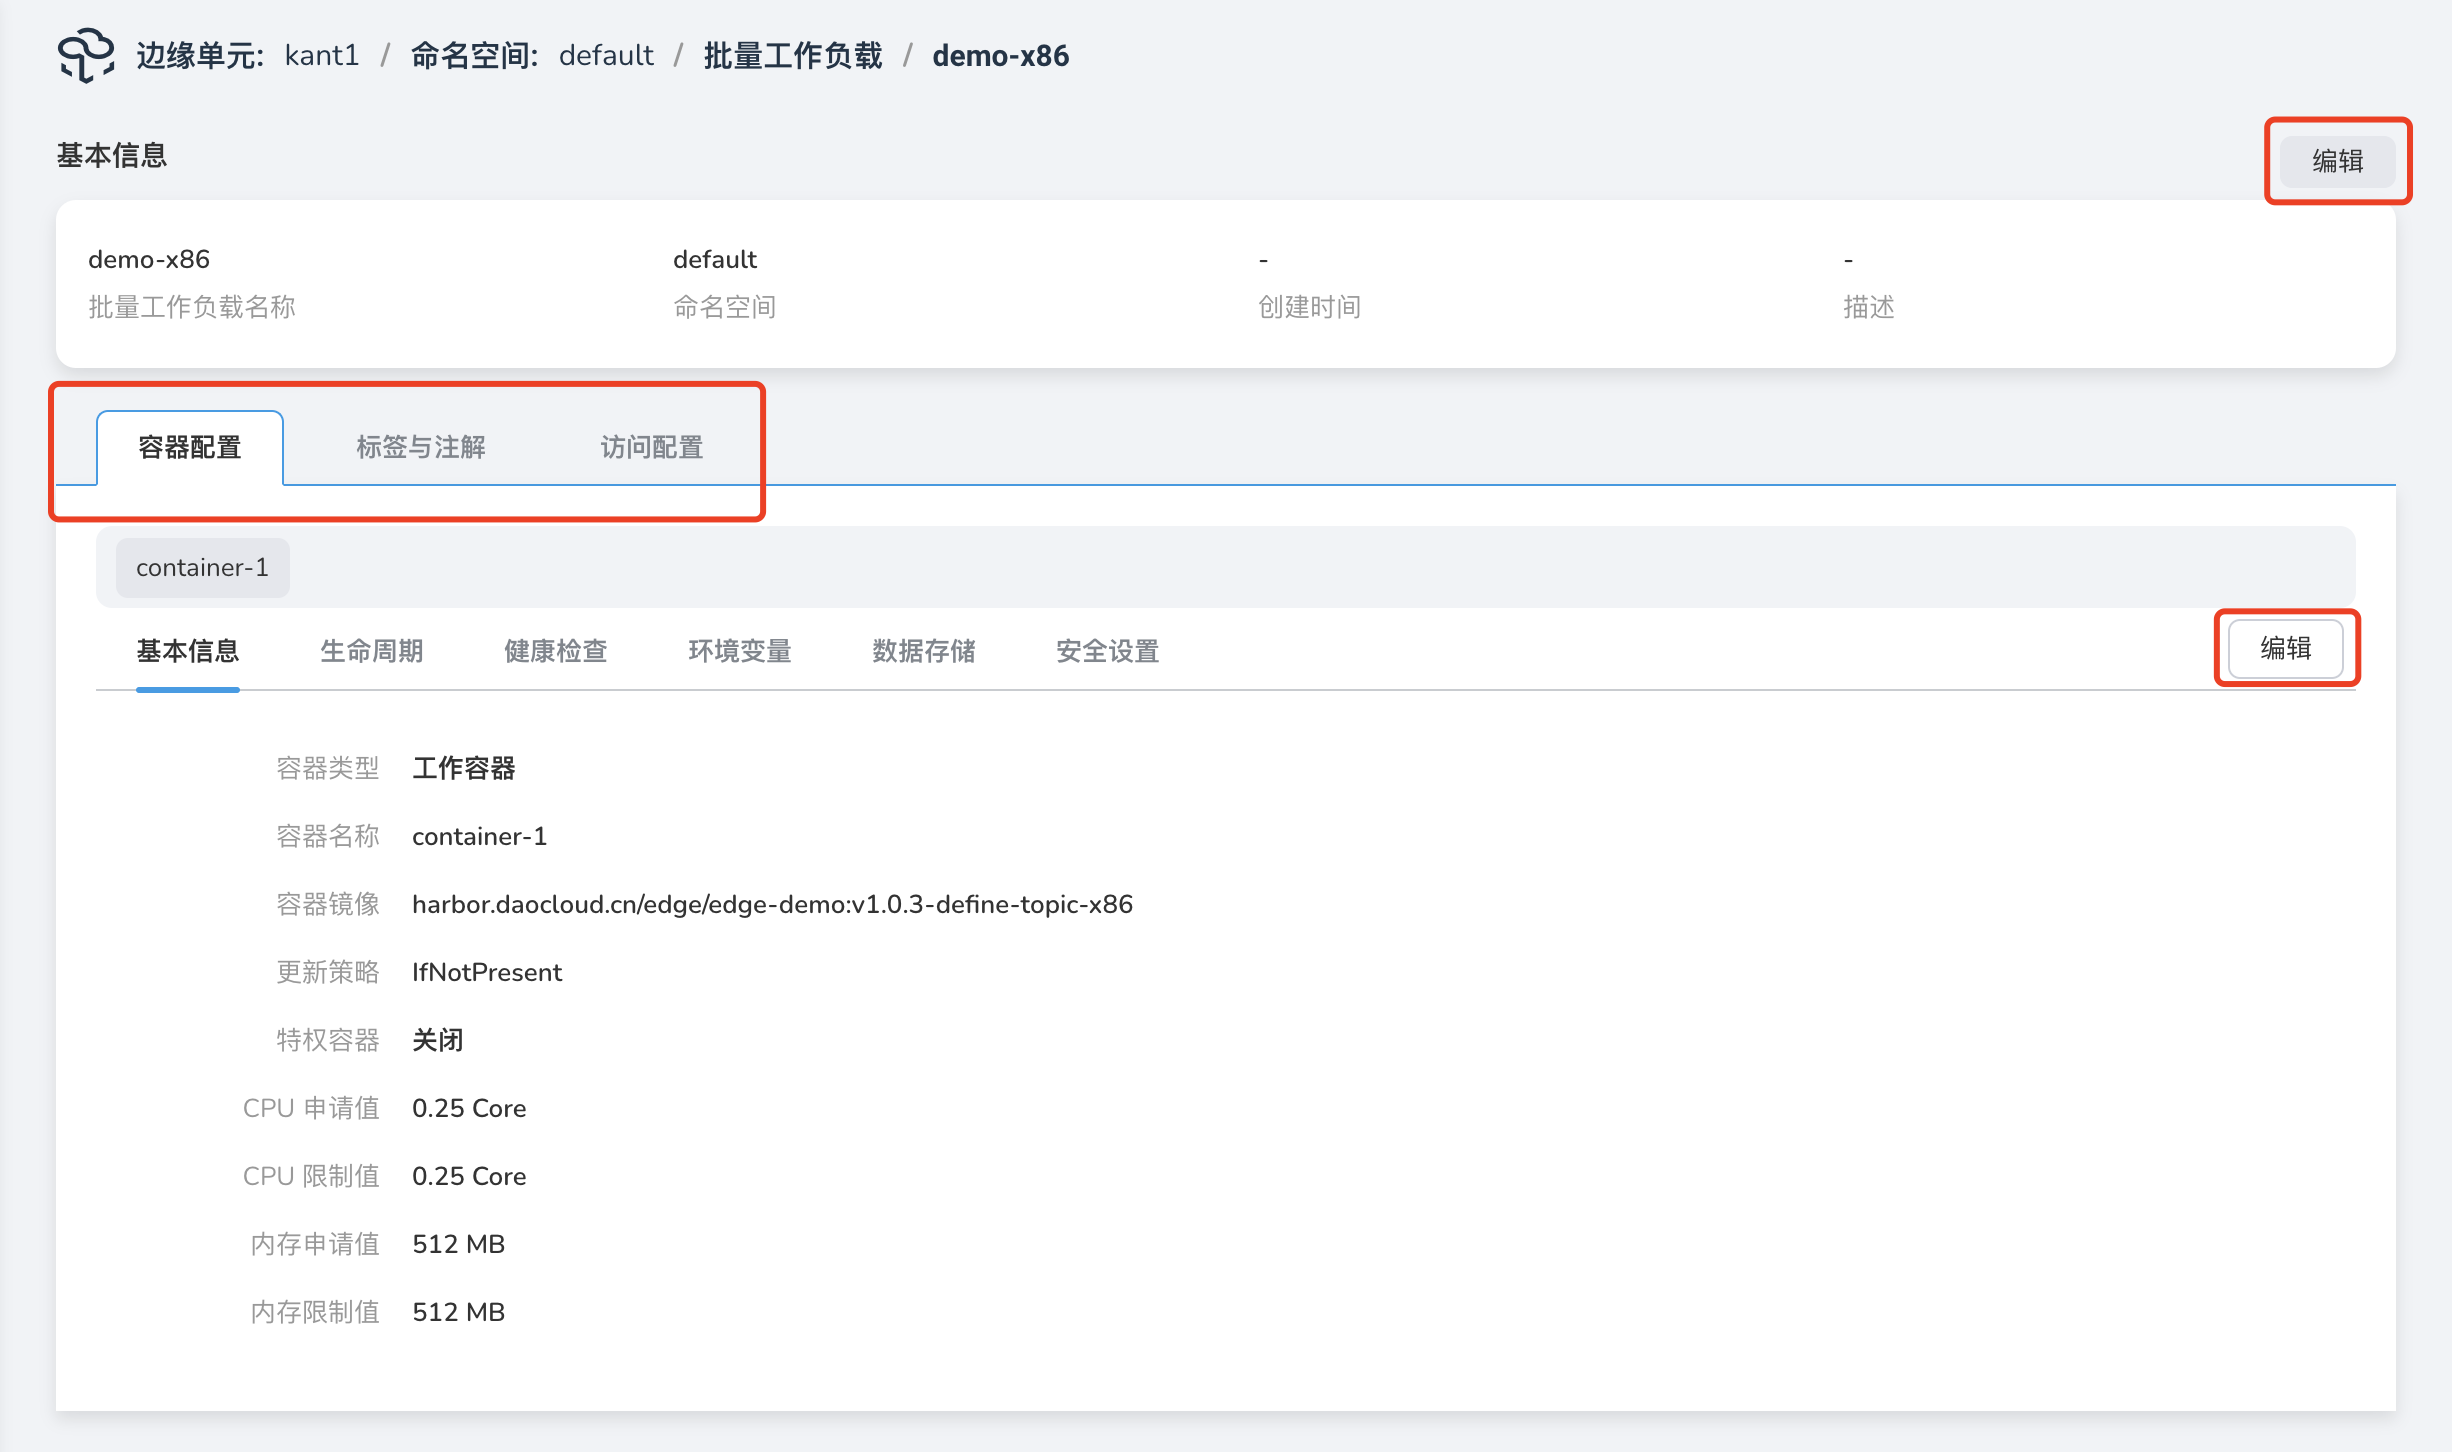 边缘单元: kant1 / 命名空间: default / 批量工作负载 / demo-x86
基本信息
编辑
demo-x86
批量工作负载名称
default
命名空间
-
创建时间
-
描述
容器配置 标签与注解 访问配置
container-1
基本信息 生命周期 健康检查 环境变量 数据存储 安全设置 编辑
容器类型 工作容器
容器名称 container-1
容器镜像 harbor.daocloud.cn/edge/edge-demo:v1.0.3-define-topic-x86
更新策略 IfNotPresent
特权容器 关闭
CPU 申请值 0.25 Core
CPU 限制值 0.25 Core
内存申请值 512 MB
内存限制值 512 MB